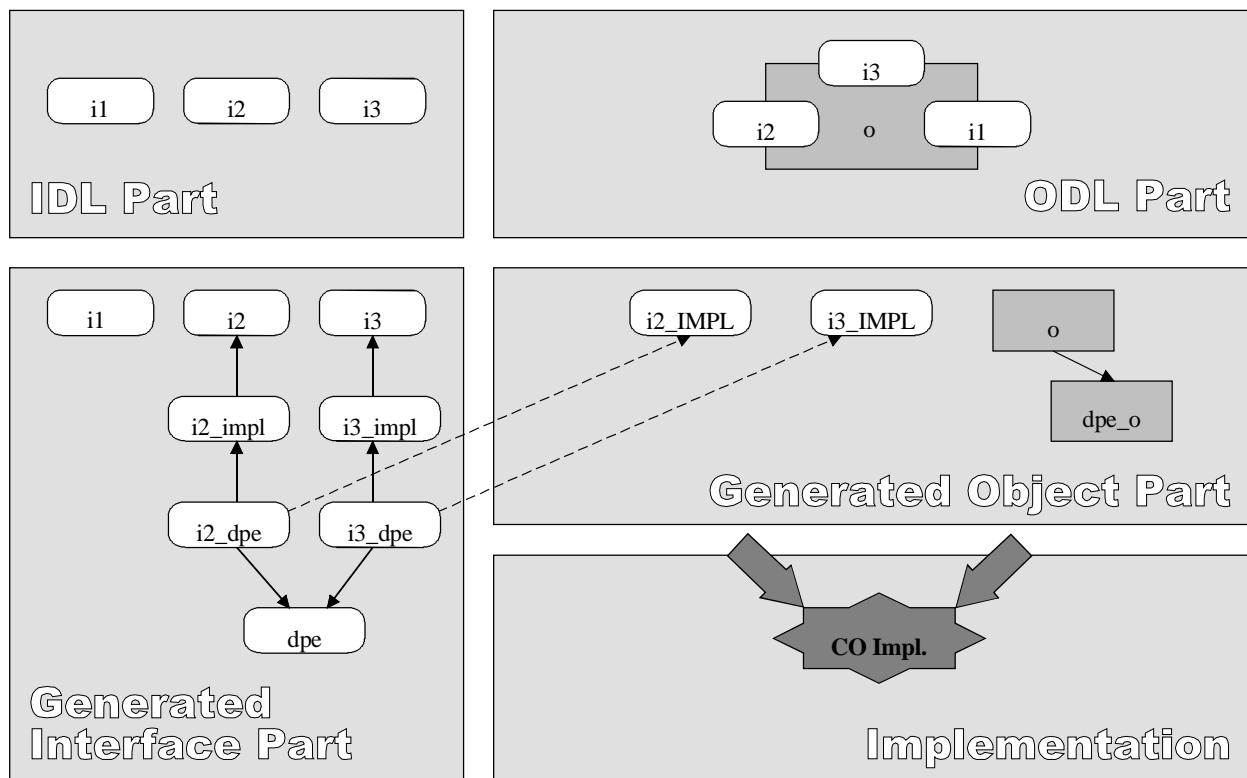 i1 i2 i3
IDL Part
i3
i2 o i1
ODL Part
i1 i2 i3
i2_impl i3_impl
i2_dpe i3_dpe
dpe
Generated
Interface Part
i2_IMPL i3_IMPL o
dpe_o
Generated Object Part
CO Impl.
Implementation